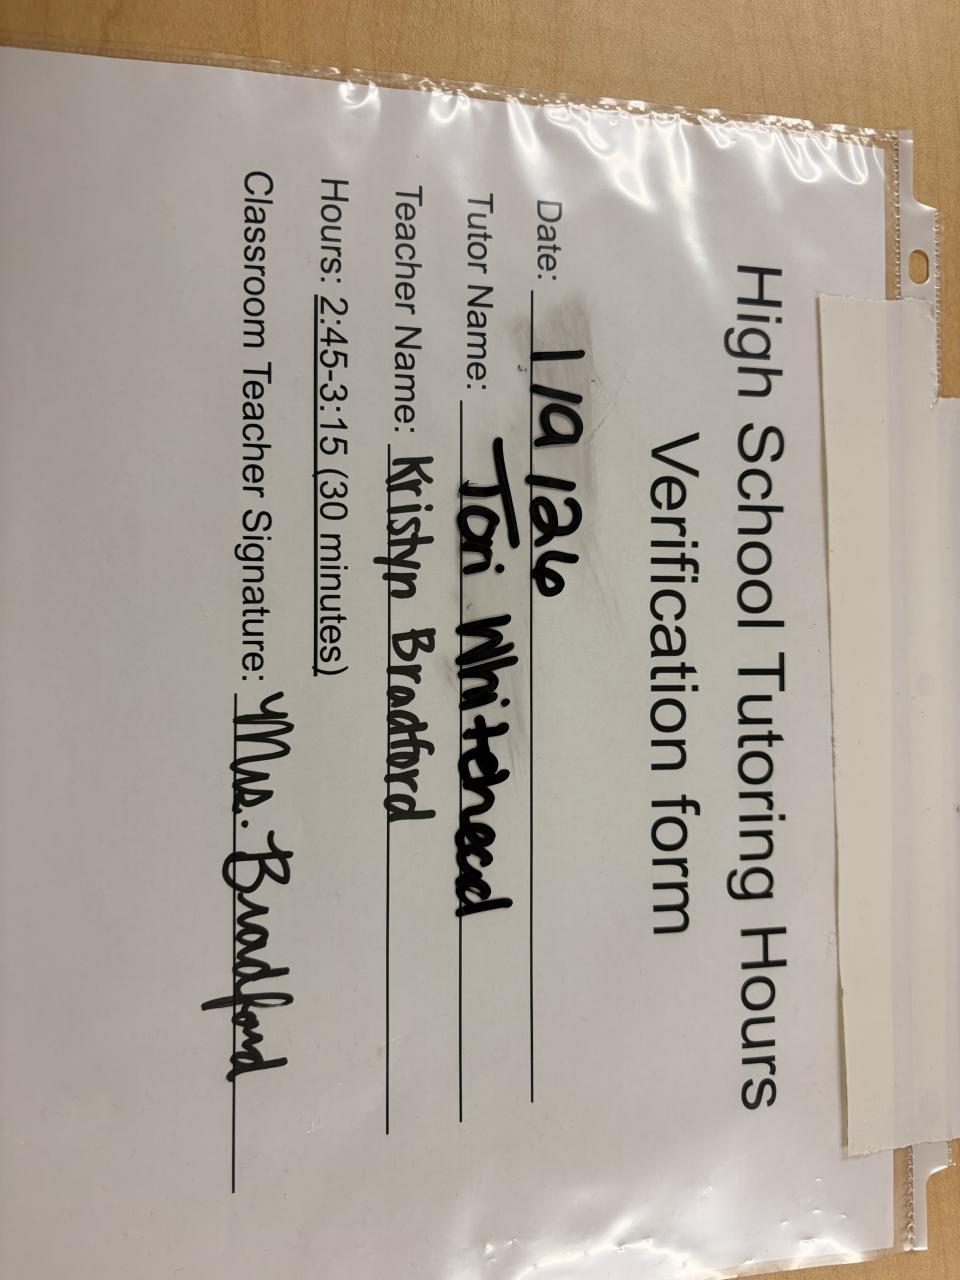 High School Tutoring Hours
Verification form
Date: 1/9/26
Tutor Name: Tori Whitehead
Teacher Name: Kristyn Bradford
Hours: 2:45-3:15 (30 minutes)
Classroom Teacher Signature: Mrs. Bradford